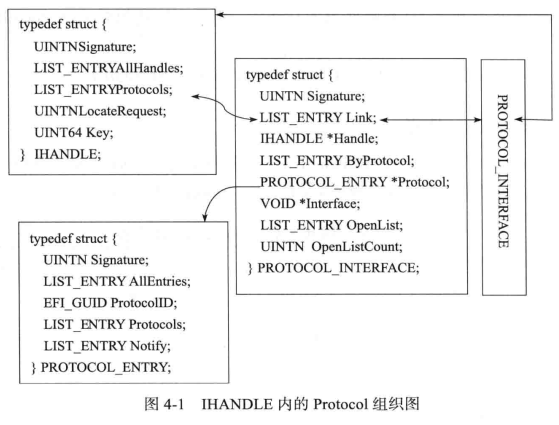 typedef struct {
UINTNSignature;
LIST_ENTRYAllHandles;
LIST_ENTRYProtocols;
UINTNLocateRequest;
UINT64 Key;
} IHANDLE;
typedef struct {
UINTN Signature;
LIST_ENTRY Link;
IHANDLE *Handle;
LIST_ENTRY ByProtocol;
PROTOCOL_ENTRY *Protocol;
VOID *Interface;
LIST_ENTRY OpenList;
UINTN OpenListCount;
} PROTOCOL_INTERFACE;
PROTOCOL_INTERFACE
typedef struct {
UINTN Signature;
LIST_ENTRY AllEntries;
EFI_GUID ProtocolID;
LIST_ENTRY Protocols;
LIST_ENTRY Notify;
} PROTOCOL_ENTRY;
图 4-1 IHANDLE 内的 Protocol 组织图